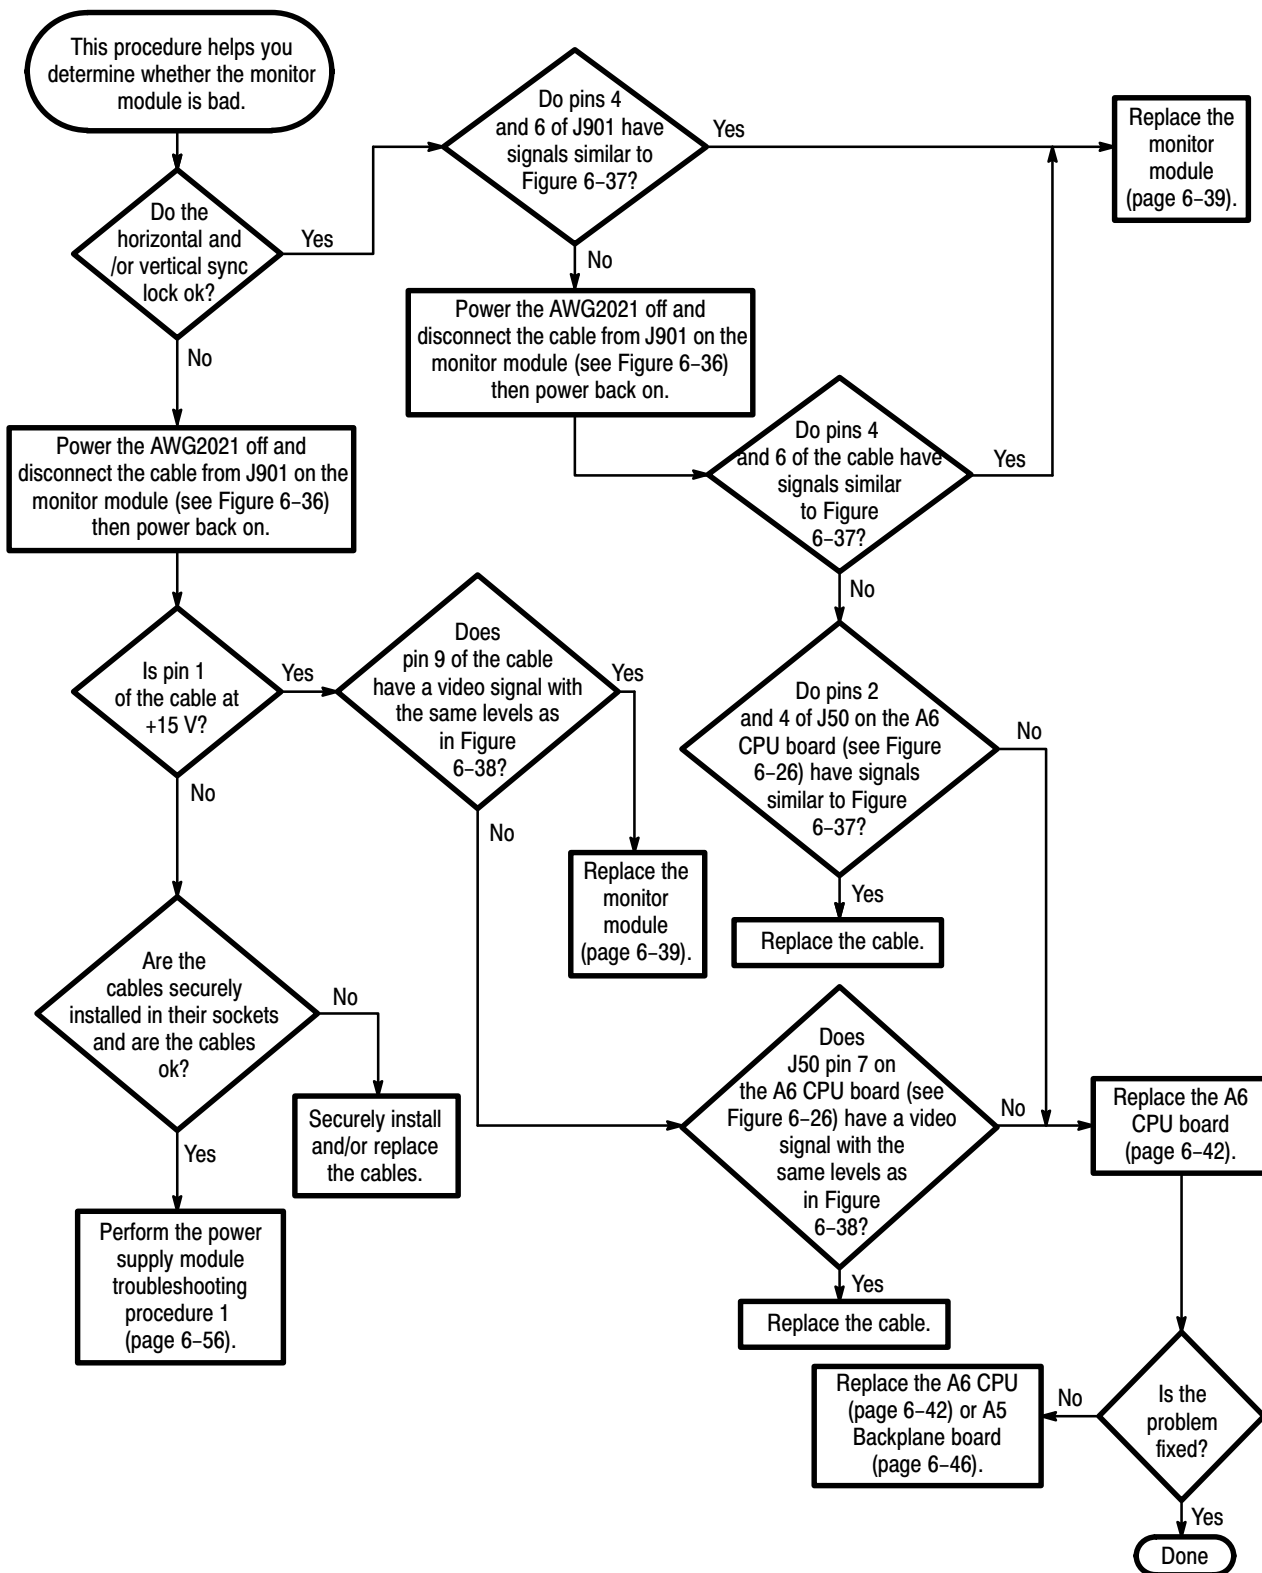 This procedure helps you
determine whether the monitor
module is bad.
Do the
horizontal and
/or vertical sync
lock ok?
Yes
No
Do pins 4
and 6 of J901 have
signals similar to
Figure 6–37?
Yes
No
Replace the
monitor
module
(page 6–39).
Power the AWG2021 off and
disconnect the cable from J901 on the
monitor module (see Figure 6–36)
then power back on.
Do pins 4
and 6 of the cable have
signals similar
to Figure
6–37?
Yes
No
Power the AWG2021 off and
disconnect the cable from J901 on the
monitor module (see Figure 6–36)
then power back on.
Is pin 1
of the cable at
+15 V?
Yes
No
Does
pin 9 of the cable
have a video signal with
the same levels as
in Figure
6–38?
Yes
No
Replace the
monitor
module
(page 6–39).
Do pins 2
and 4 of J50 on the A6
CPU board (see Figure
6–26) have signals
similar to Figure
6–37?
No
Yes
Replace the cable.
Are the
cables securely
installed in their sockets
and are the cables
ok?
No
Yes
Securely install
and/or replace
the cables.
Perform the power
supply module
troubleshooting
procedure 1
(page 6–56).
Does
J50 pin 7 on
the A6 CPU board (see
Figure 6–26) have a video
signal with the
same levels as
in Figure
6–38?
No
Yes
Replace the cable.
Replace the A6
CPU board
(page 6–42).
Is the
problem
fixed?
No
Yes
Replace the A6 CPU
(page 6–42) or A5
Backplane board
(page 6–46).
Done